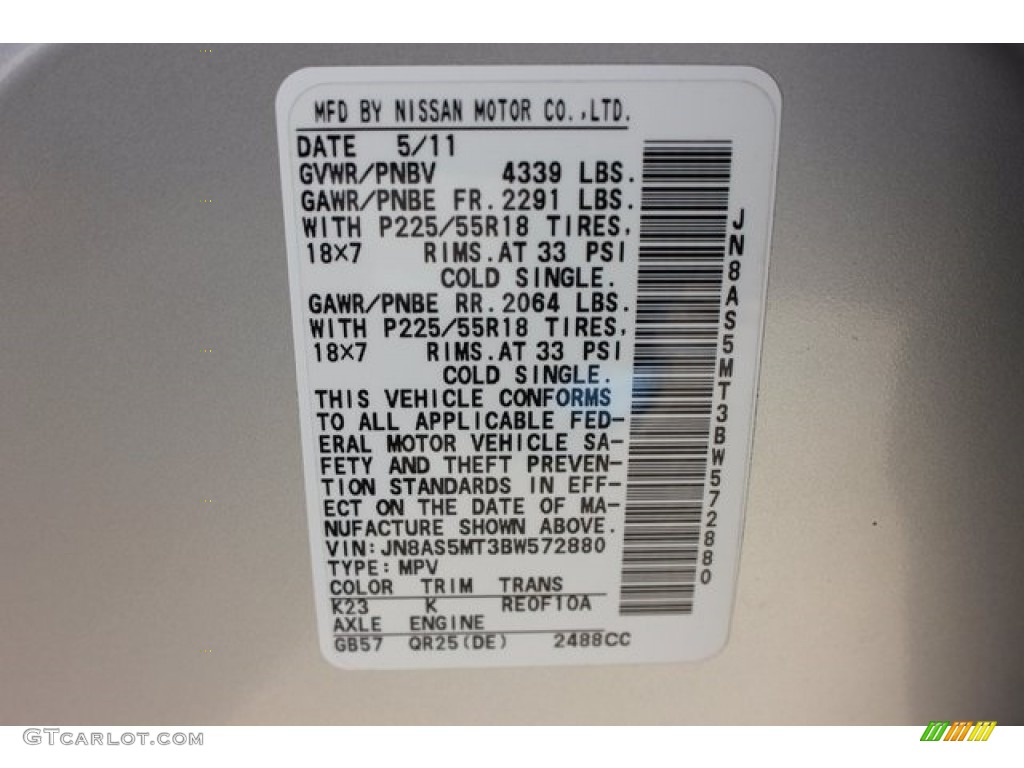 MFD BY NISSAN MOTOR CO.,LTD.
DATE 5/11
GVWR/PNBV 4339 LBS.
GAWR/PNBE FR. 2291 LBS.
WITH P225/55R18 TIRES,
18×7 RIMS. AT 33 PSI
COLD SINGLE.
GAWR/PNBE RR. 2064 LBS.
WITH P225/55R18 TIRES,
18×7 RIMS. AT 33 PSI
COLD SINGLE.
THIS VEHICLE CONFORMS
TO ALL APPLICABLE FED-
ERAL MOTOR VEHICLE SA-
FETY AND THEFT PREVEN-
TION STANDARDS IN EFF-
ECT ON THE DATE OF MA-
NUFACTURE SHOWN ABOVE.
VIN: JN8AS5MT3BW572880
TYPE: MPV
COLOR TRIM TRANS
K23 K RE0F10A
AXLE ENGINE
GB57 QR25(DE) 2488CC
JN8AS5MT3BW572880
GTCARLOT.COM